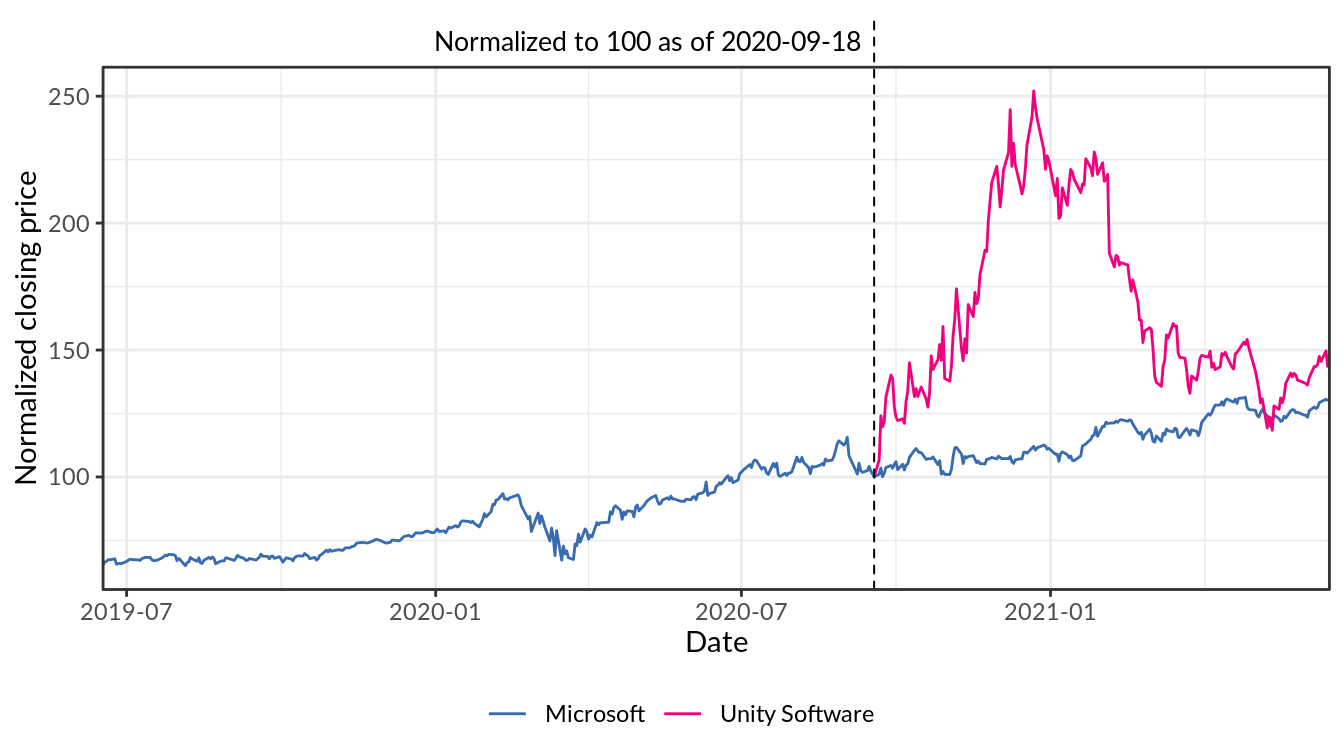 Normalized to 100 as of 2020-09-18
Normalized closing price
250
200
150
100
2019-07
2020-01
2020-07
2021-01
Date
Microsoft
Unity Software